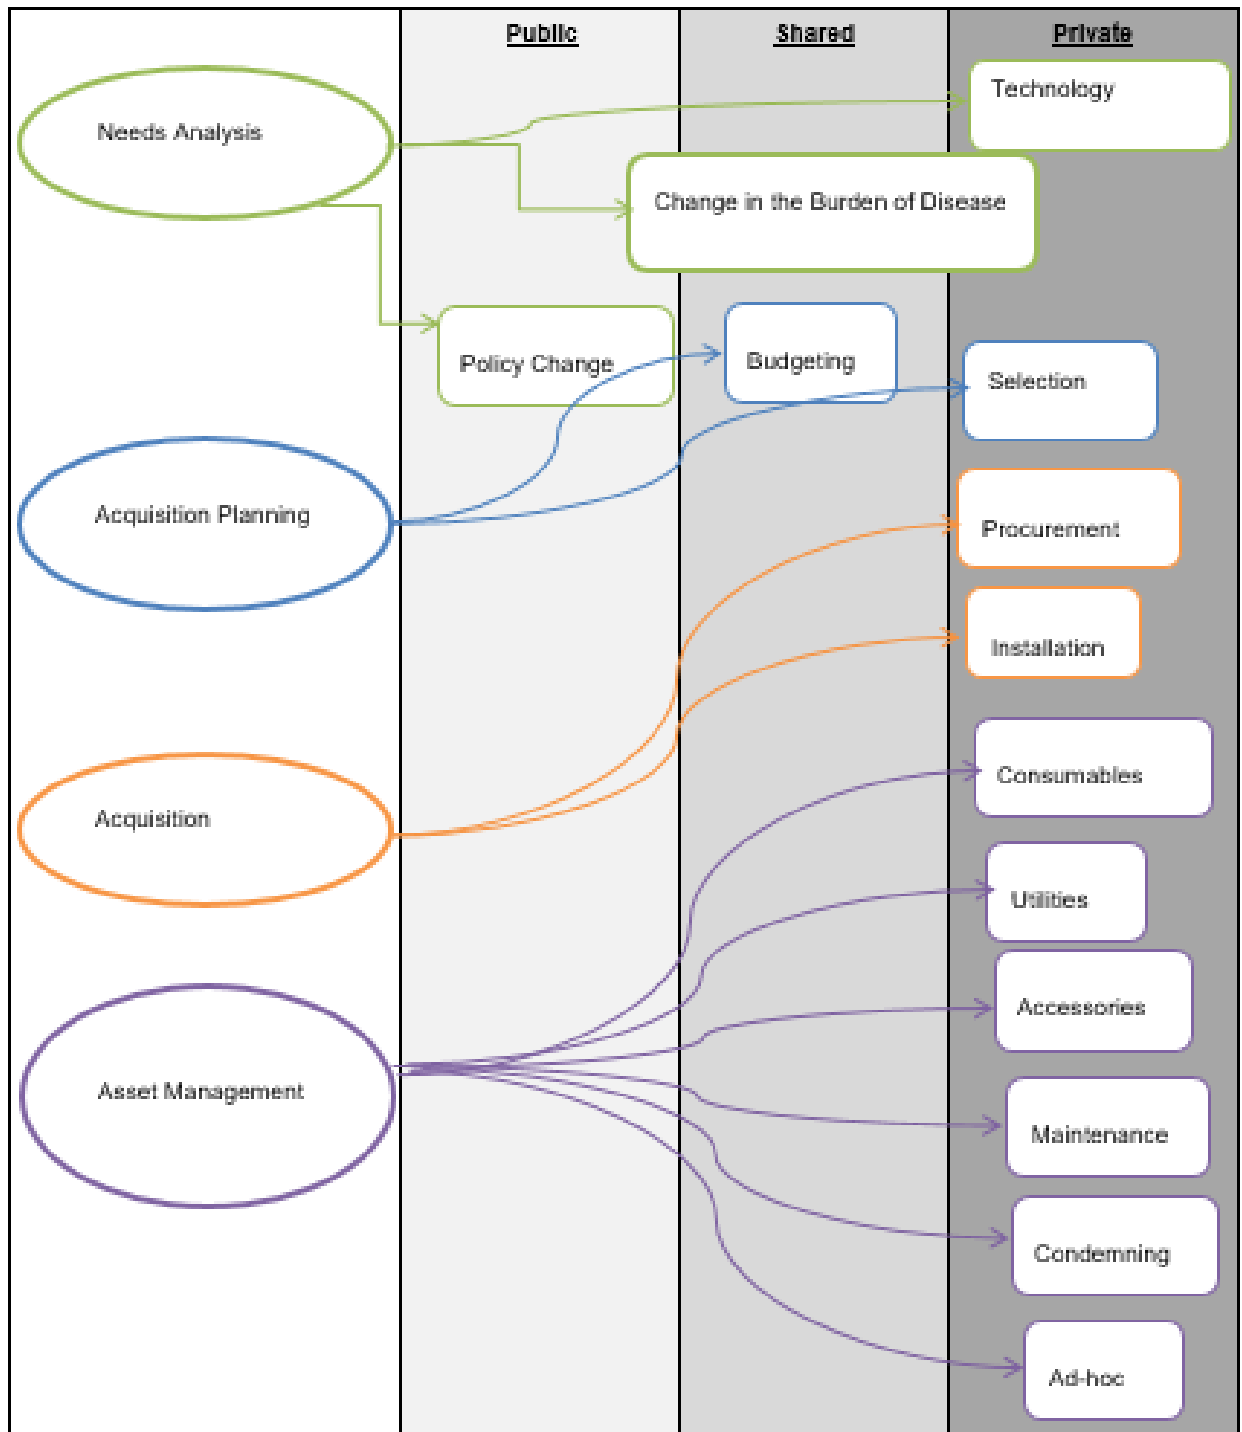 Public
Shared
Private
Needs Analysis
Technology
Change in the Burden of Disease
Policy Change
Budgeting
Selection
Acquisition Planning
Procurement
Installation
Acquisition
Consumables
Utilities
Accessories
Asset Management
Maintenance
Condemning
Ad-hoc